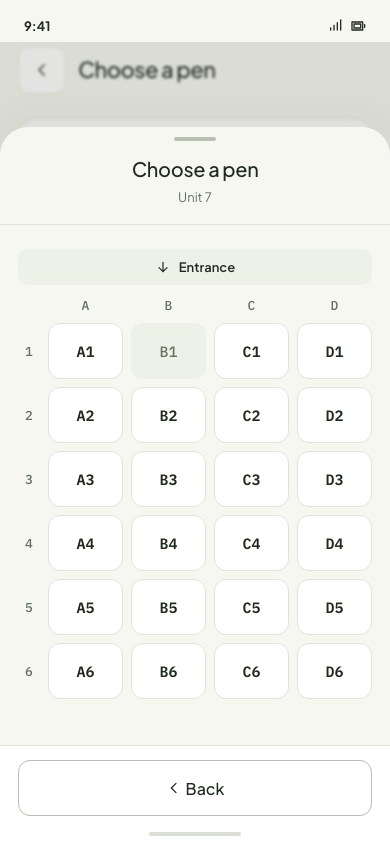 9:41
Choose a pen
Choose a pen
Unit 7
Entrance
A B C D
1 A1 B1 C1 D1
2 A2 B2 C2 D2
3 A3 B3 C3 D3
4 A4 B4 C4 D4
5 A5 B5 C5 D5
6 A6 B6 C6 D6
Back